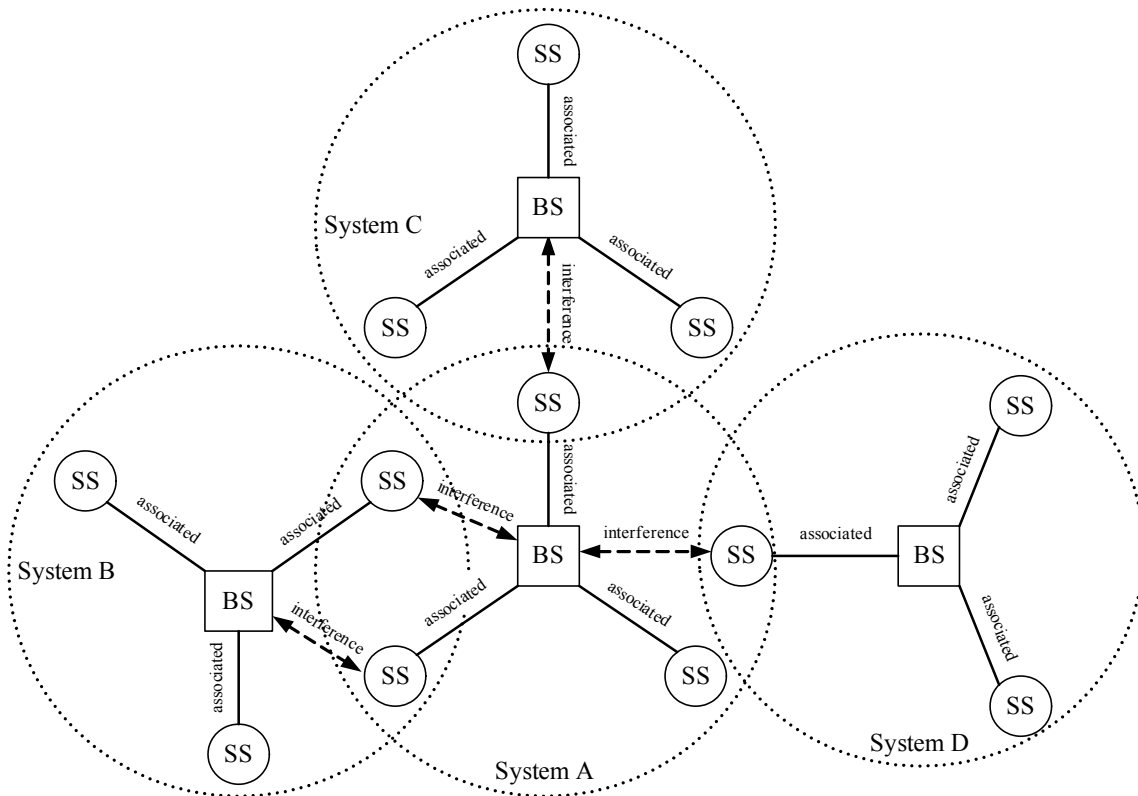 SS
associated
BS
System C
associated
associated
interference
SS
SS
SS
SS
SS
SS
associated
interference
associated
associated
interference
associated
BS
SS
associated
BS
System B
BS
interference
associated
associated
associated
associated
SS
SS
SS
SS
System D
System A